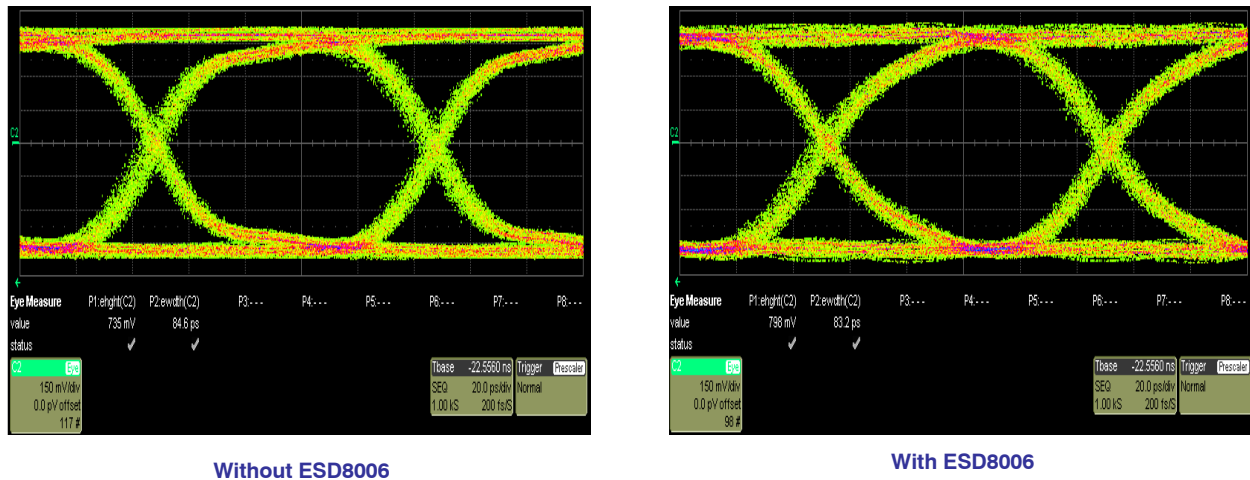 C2
Eye Measure P1:ehght(C2) P2:ewdth(C2) P3:--- P4:--- P5:--- P6:--- P7:--- P8:---
value 735 mV 84.6 ps
status ✓ ✓
C2 Eye
150 mV/div
0.0 pV offset
117 #
Tbase -22.5560 ns
SEQ 20.0 ps/div
1.00 kS 200 fs/S
Trigger Prescaler
Normal
Without ESD8006
C2
Eye Measure P1:ehght(C2) P2:ewdth(C2) P3:--- P4:--- P5:--- P6:--- P7:--- P8:---
value 798 mV 83.2 ps
status ✓ ✓
C2 Eye
150 mV/div
0.0 pV offset
98 #
Tbase -22.5560 ns
SEQ 20.0 ps/div
1.00 kS 200 fs/S
Trigger Prescaler
Normal
With ESD8006